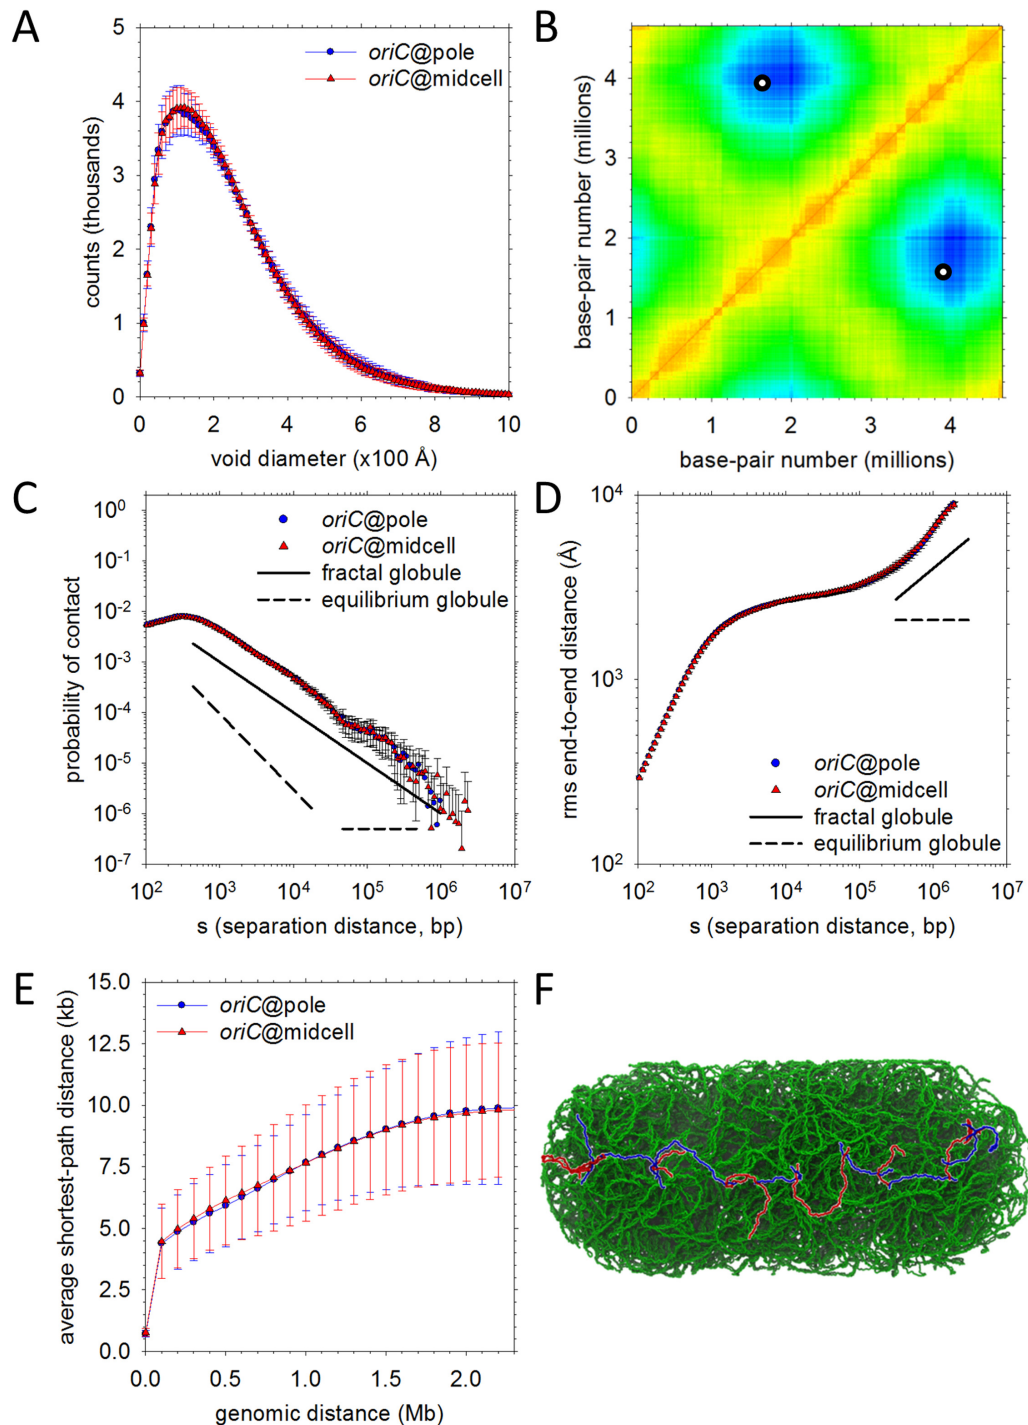 A
counts (thousands)
5
4
3
2
1
0
oriC@pole
oriC@midcell
0 2 4 6 8 10
void diameter (x100 Å)
B
base-pair number (millions)
4
3
2
1
0
0 1 2 3 4
base-pair number (millions)
C
probability of contact
10^0
10^-1
10^-2
10^-3
10^-4
10^-5
10^-6
10^-7
oriC@pole
oriC@midcell
fractal globule
equilibrium globule
10^2 10^3 10^4 10^5 10^6 10^7
s (separation distance, bp)
D
rms end-to-end distance (Å)
10^4
10^3
10^2
oriC@pole
oriC@midcell
fractal globule
equilibrium globule
10^2 10^3 10^4 10^5 10^6 10^7
s (separation distance, bp)
E
average shortest-path distance (kb)
15.0
12.5
10.0
7.5
5.0
2.5
0.0
oriC@pole
oriC@midcell
0.0 0.5 1.0 1.5 2.0
genomic distance (Mb)
F